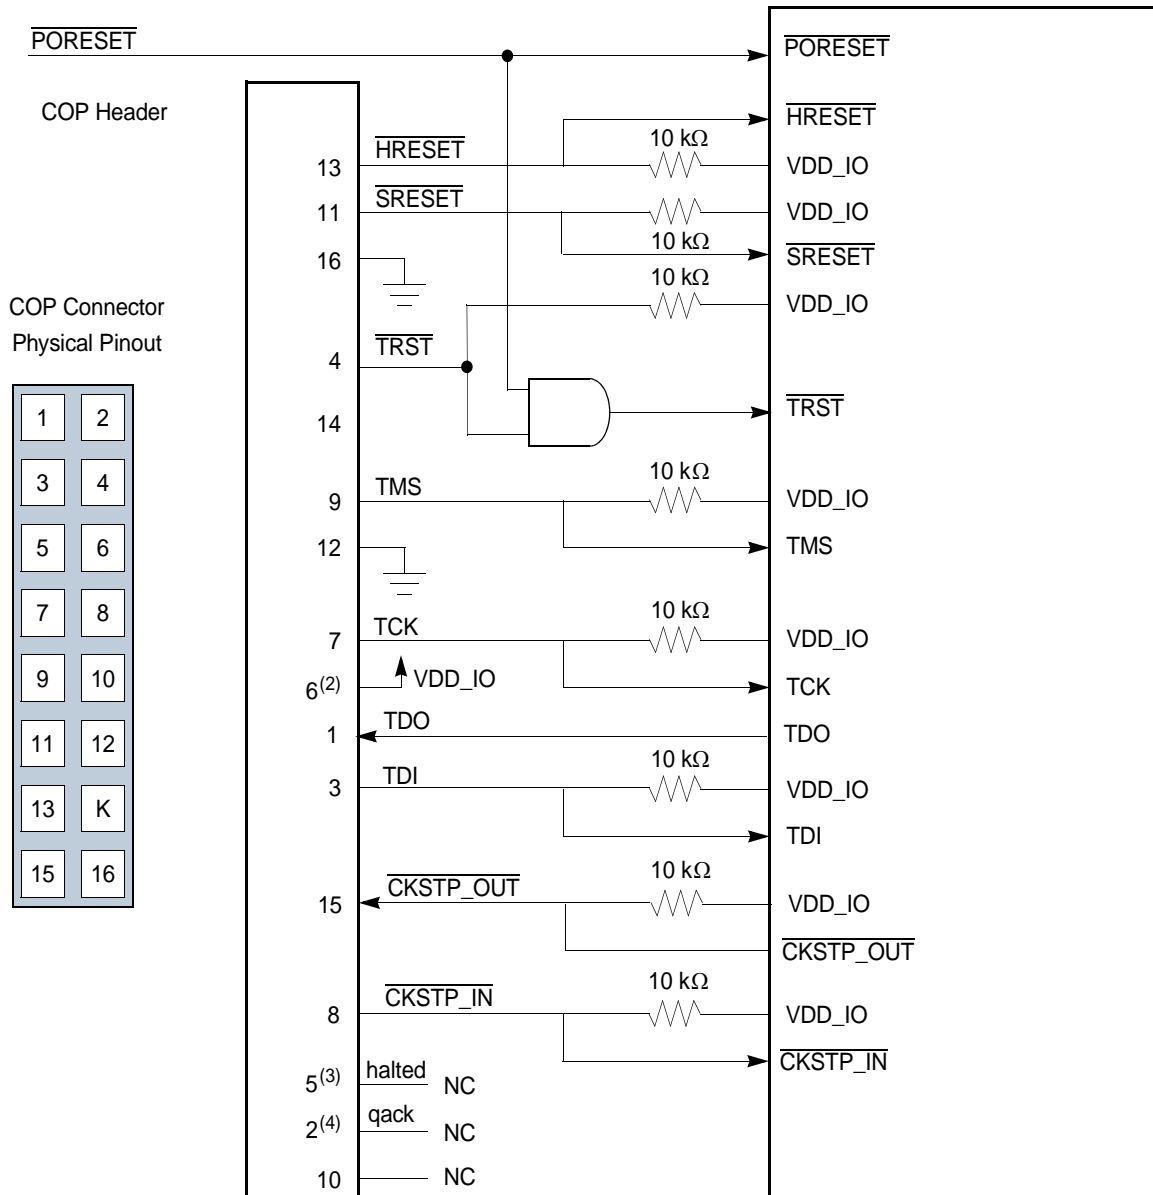 PORESET
PORESET
COP Header
HRESET
10 kΩ
13 HRESET VDD_IO
11 SRESET VDD_IO
10 kΩ
SRESET
16
10 kΩ
VDD_IO
COP Connector
Physical Pinout
4 TRST
TRST
14
1 2
3 4
5 6
7 8
9 10
11 12
13 K
15 16
10 kΩ
9 TMS VDD_IO
12 TMS
10 kΩ
7 TCK VDD_IO
6(2) VDD_IO TCK
1 TDO TDO
10 kΩ
3 TDI VDD_IO
TDI
10 kΩ
15 CKSTP_OUT VDD_IO
CKSTP_OUT
10 kΩ
8 CKSTP_IN VDD_IO
CKSTP_IN
5(3) halted NC
2(4) qack NC
10 NC